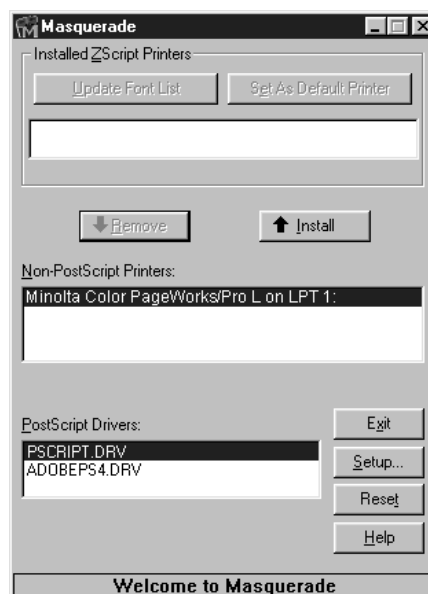 Masquerade
Installed ZScript Printers
Update Font List
Set As Default Printer
Remove
Install
Non-PostScript Printers:
Minolta Color PageWorks/Pro L on LPT 1:
PostScript Drivers:
PSCRIPT.DRV
ADOBEPS4.DRV
Exit
Setup...
Reset
Help
Welcome to Masquerade